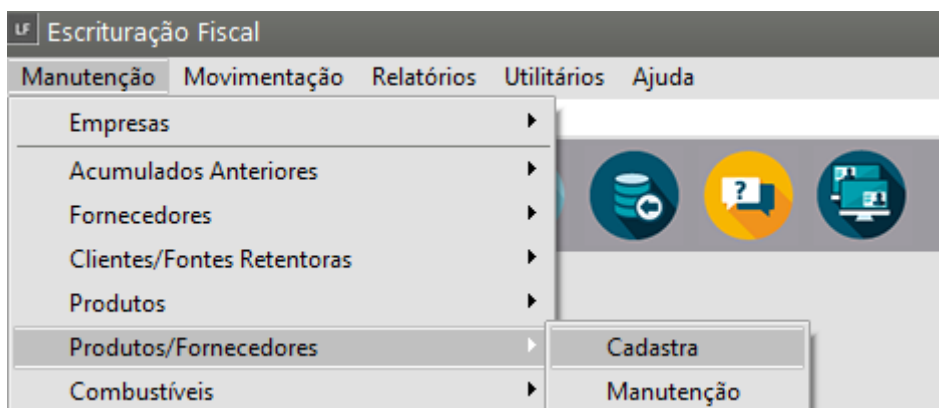 LF Escrituração Fiscal
Manutenção Movimentação Relatórios Utilitários Ajuda
Empresas
Acumulados Anteriores
Fornecedores
Clientes/Fontes Retentoras
Produtos
Produtos/Fornecedores
Cadastra
Combustíveis
Manutenção
?